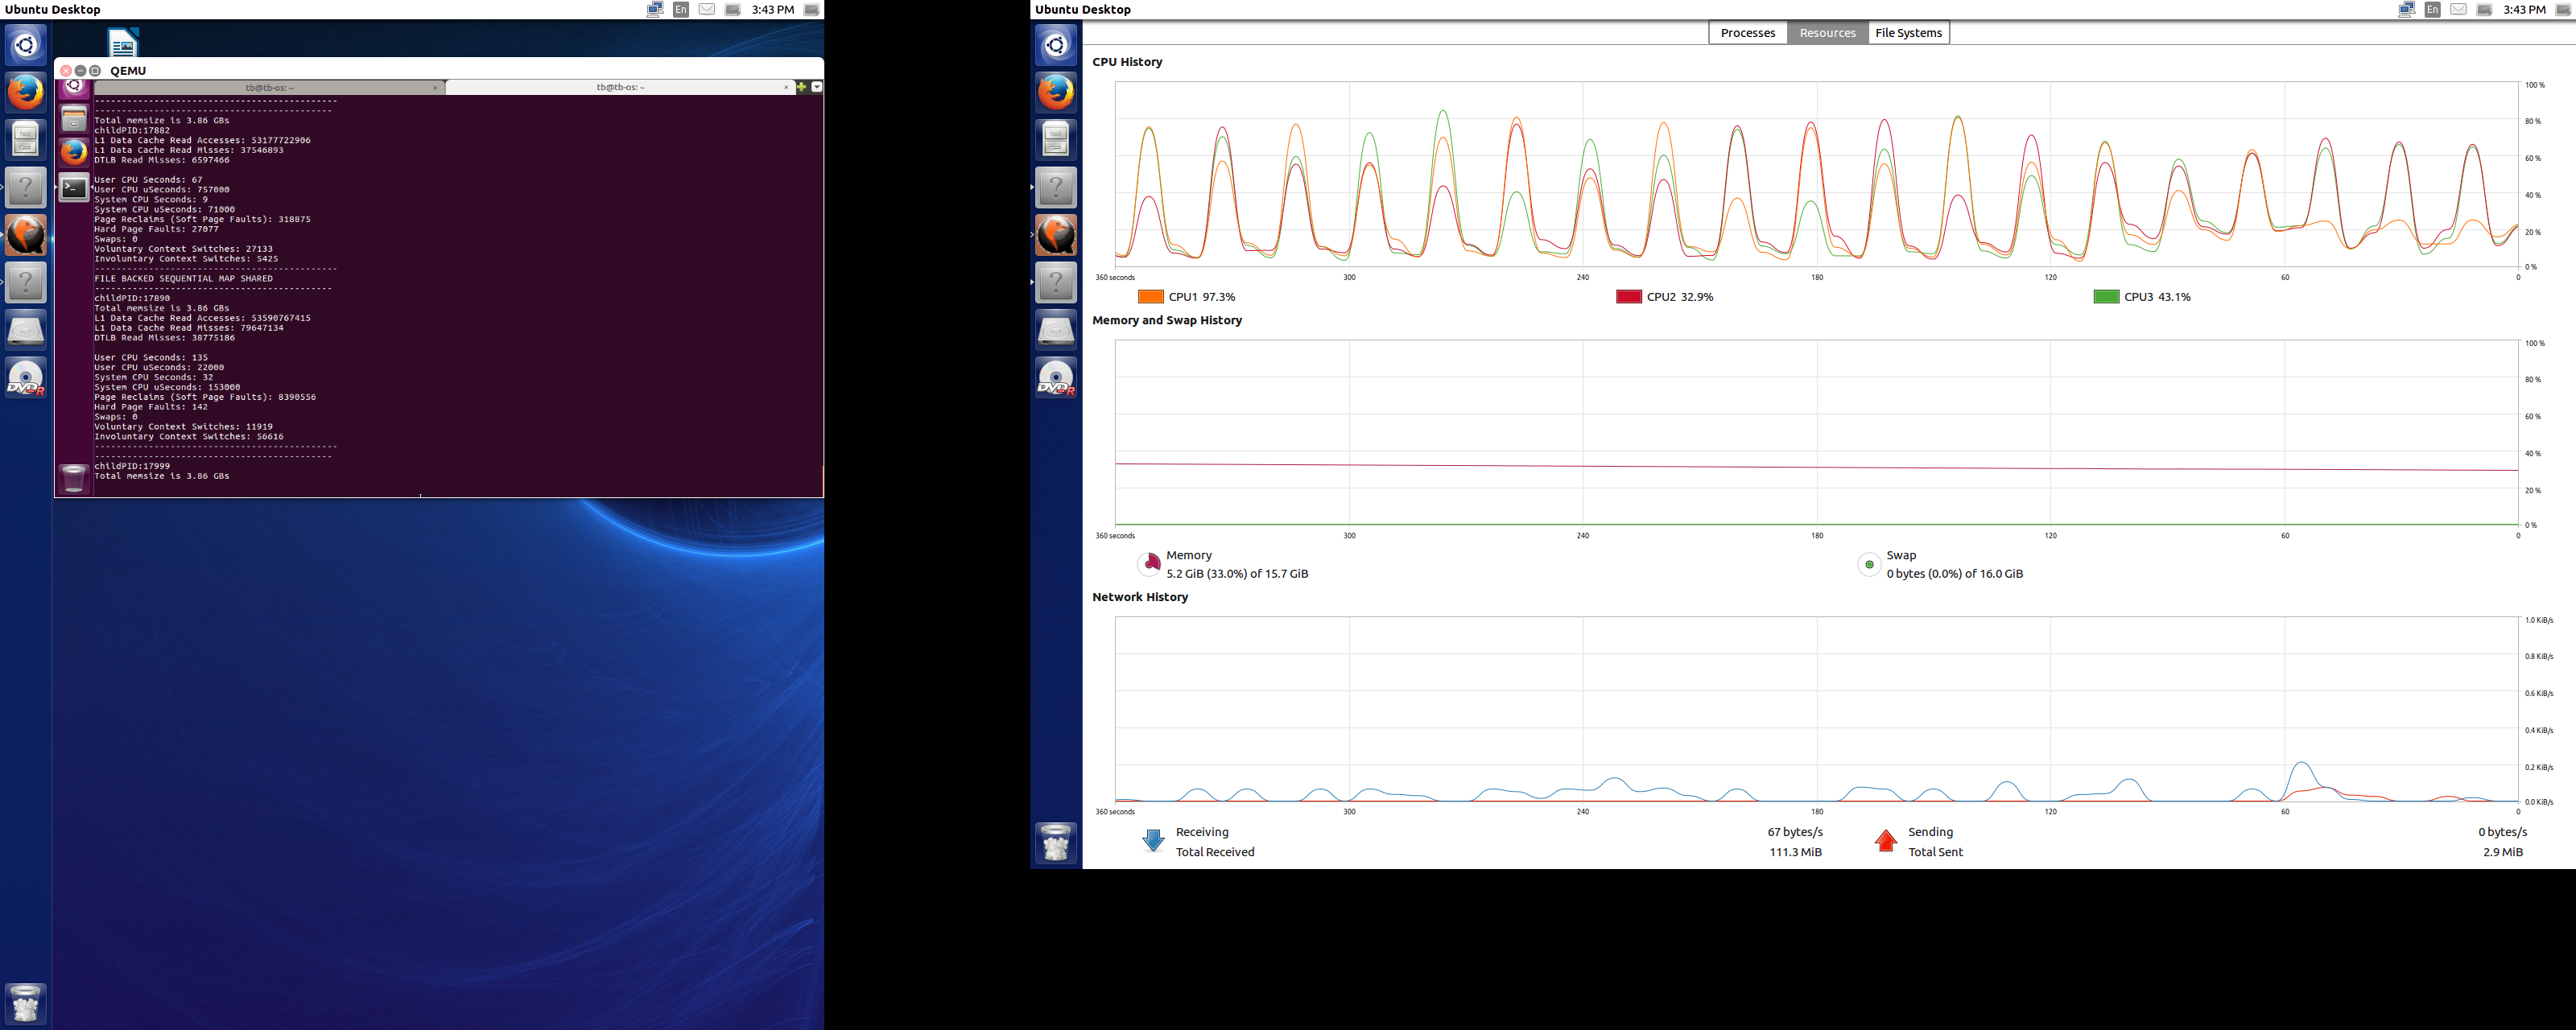 Ubuntu Desktop
En
3:43 PM
QEMU
tb@tb-os: ~
tb@tb-os: ~
---------------------------------------------
--------------------------------------------
Total memsize is 3.86 GBs
childPID:17882
L1 Data Cache Read Accesses: 53177722906
L1 Data Cache Read Misses: 37546893
DTLB Read Misses: 6597466
User CPU Seconds: 67
User CPU uSeconds: 757000
System CPU Seconds: 9
System CPU uSeconds: 71000
Page Reclaims (Soft Page Faults): 318875
Hard Page Faults: 27077
Swaps: 0
Voluntary Context Switches: 27133
Involuntary Context Switches: 5425
---------------------------------------------
FILE BACKED SEQUENTIAL MAP SHARED
--------------------------------------------
childPID:17890
Total memsize is 3.86 GBs
L1 Data Cache Read Accesses: 53590767415
L1 Data Cache Read Misses: 79647134
DTLB Read Misses: 38775186
User CPU Seconds: 135
User CPU uSeconds: 22000
System CPU Seconds: 32
System CPU uSeconds: 153000
Page Reclaims (Soft Page Faults): 8390556
Hard Page Faults: 142
Swaps: 0
Voluntary Context Switches: 11919
Involuntary Context Switches: 56616
---------------------------------------------
--------------------------------------------
childPID:17999
Total memsize is 3.86 GBs
DVD R
Ubuntu Desktop
En
3:43 PM
Processes Resources File Systems
CPU History
100 %
80 %
60 %
40 %
20 %
0 %
360 seconds 300 240 180 120 60 0
CPU1 97.3% CPU2 32.9% CPU3 43.1%
Memory and Swap History
100 %
80 %
60 %
40 %
20 %
0 %
360 seconds 300 240 180 120 60 0
Memory
5.2 GiB (33.0%) of 15.7 GiB
Swap
0 bytes (0.0%) of 16.0 GiB
Network History
1.0 KiB/s
0.8 KiB/s
0.6 KiB/s
0.4 KiB/s
0.2 KiB/s
0.0 KiB/s
360 seconds 300 240 180 120 60 0
Receiving 67 bytes/s
Total Received 111.3 MiB
Sending 0 bytes/s
Total Sent 2.9 MiB
DVD R